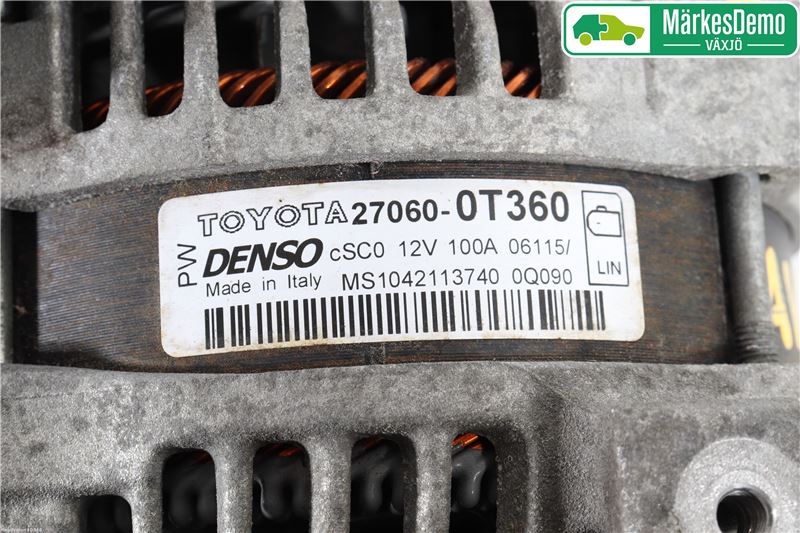 MärkesDemo
VÄXJÖ
PW
TOYOTA 27060-0T360
DENSO cSC0 12V 100A 06115/
Made in Italy MS1042113740 0Q090
LIN